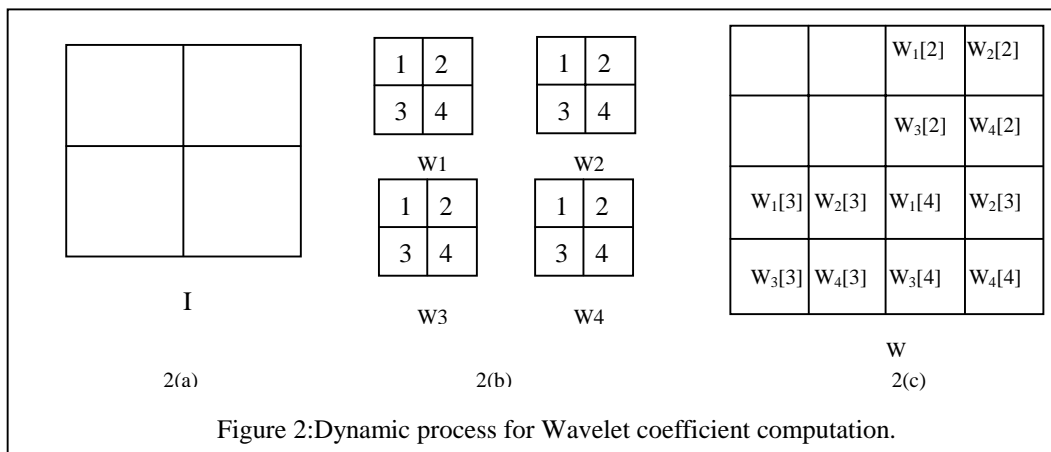 1 2
3 4
W1
1 2
3 4
W2
1 2
3 4
W3
1 2
3 4
W4
I
W₁[2] W₂[2]
W₃[2] W₄[2]
W₁[3] W₂[3] W₁[4] W₂[3]
W₃[3] W₄[3] W₃[4] W₄[4]
W
2(a)
2(b)
2(c)
Figure 2:Dynamic process for Wavelet coefficient computation.